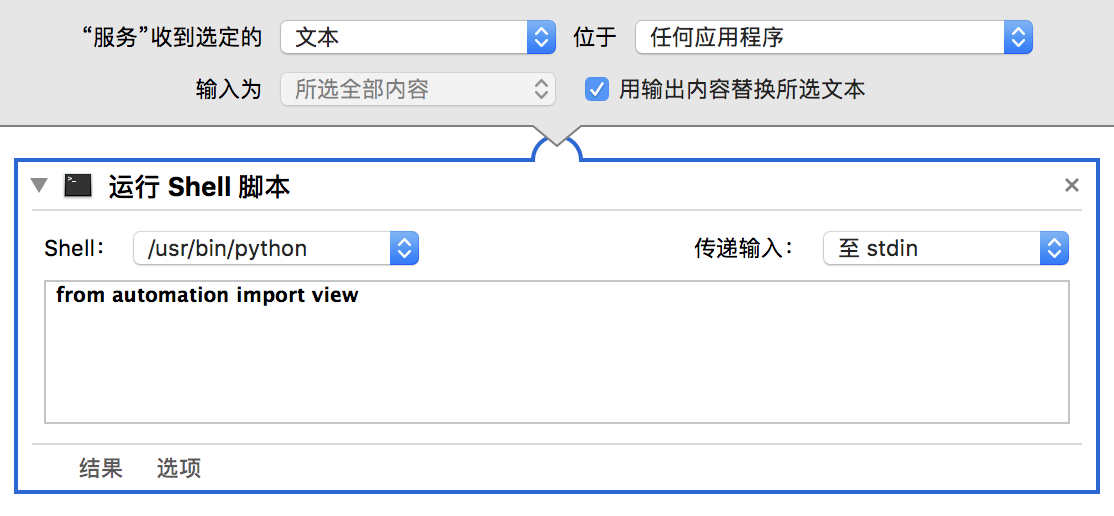 “服务”收到选定的 文本 位于 任何应用程序
输入为 所选全部内容 用输出内容替换所选文本
运行 Shell 脚本
Shell： /usr/bin/python 传递输入： 至 stdin
from automation import view
结果 选项